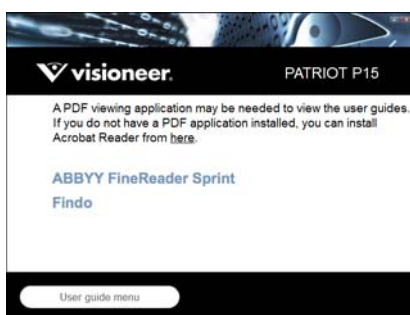 visioneer.
PATRIOT P15
A PDF viewing application may be needed to view the user guides.
If you do not have a PDF application installed, you can install
Acrobat Reader from here.
ABBYY FineReader Sprint
Findo
User guide menu